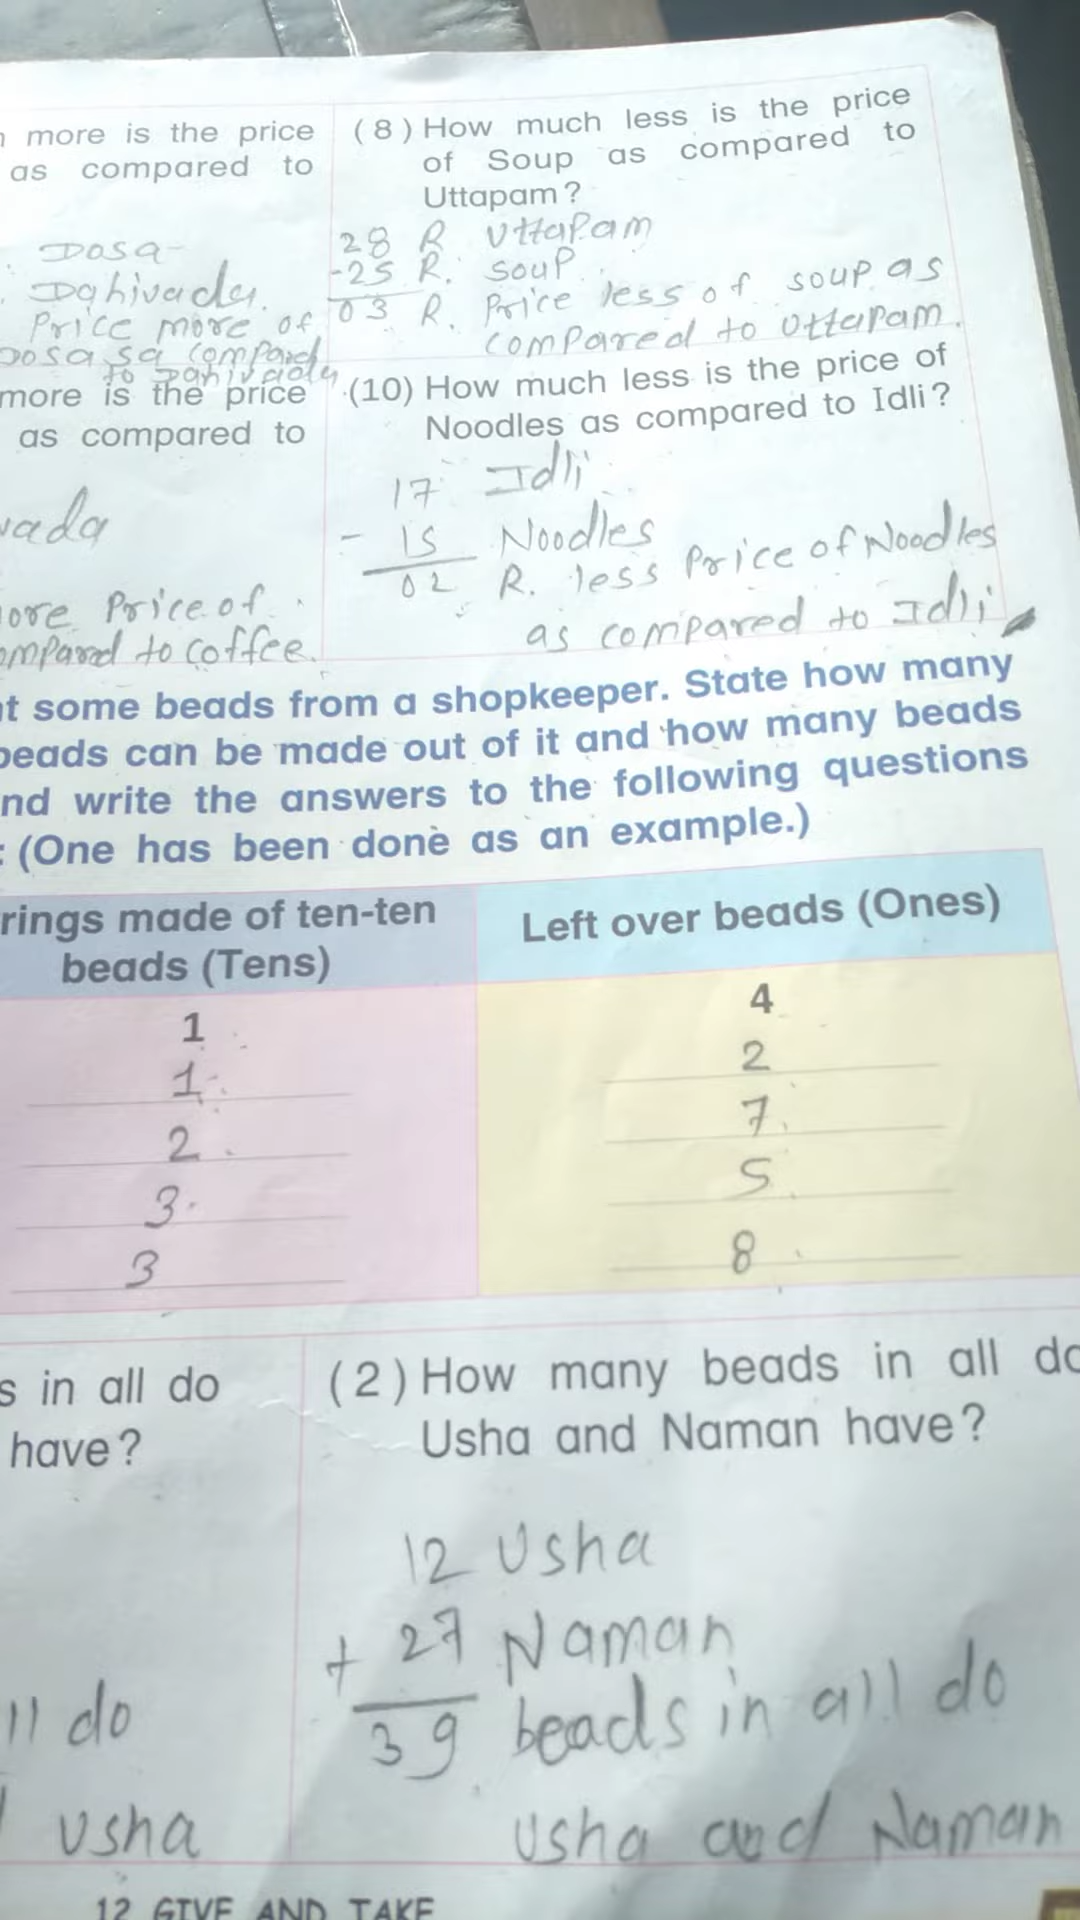 more is the price
as compared to
Dosa-
Dahivada.
Price more of
Dosa sa compard
to Dahivada
(8) How much less is the price
of Soup as compared to
Uttapam?
28 R Uttapam
-25 R. Soup
03 R. Price less of soup as
compared to Uttapam.
more is the price
as compared to
vada
ore Price of
ompared to coffee.
(10) How much less is the price of
Noodles as compared to Idli?
17 Idli
- 15 Noodles
02 R. less Price of Noodles
as compared to Idli
t some beads from a shopkeeper. State how many
beads can be made out of it and how many beads
nd write the answers to the following questions
: (One has been done as an example.)
rings made of ten-ten
beads (Tens)
Left over beads (Ones)
1 4
1 2
2 7
3 5
3 8
s in all do
have?
ll do
Usha
(2) How many beads in all do
Usha and Naman have?
12 Usha
+ 27 Naman
39 beads in all do
Usha and Naman
12 GIVE AND TAKE